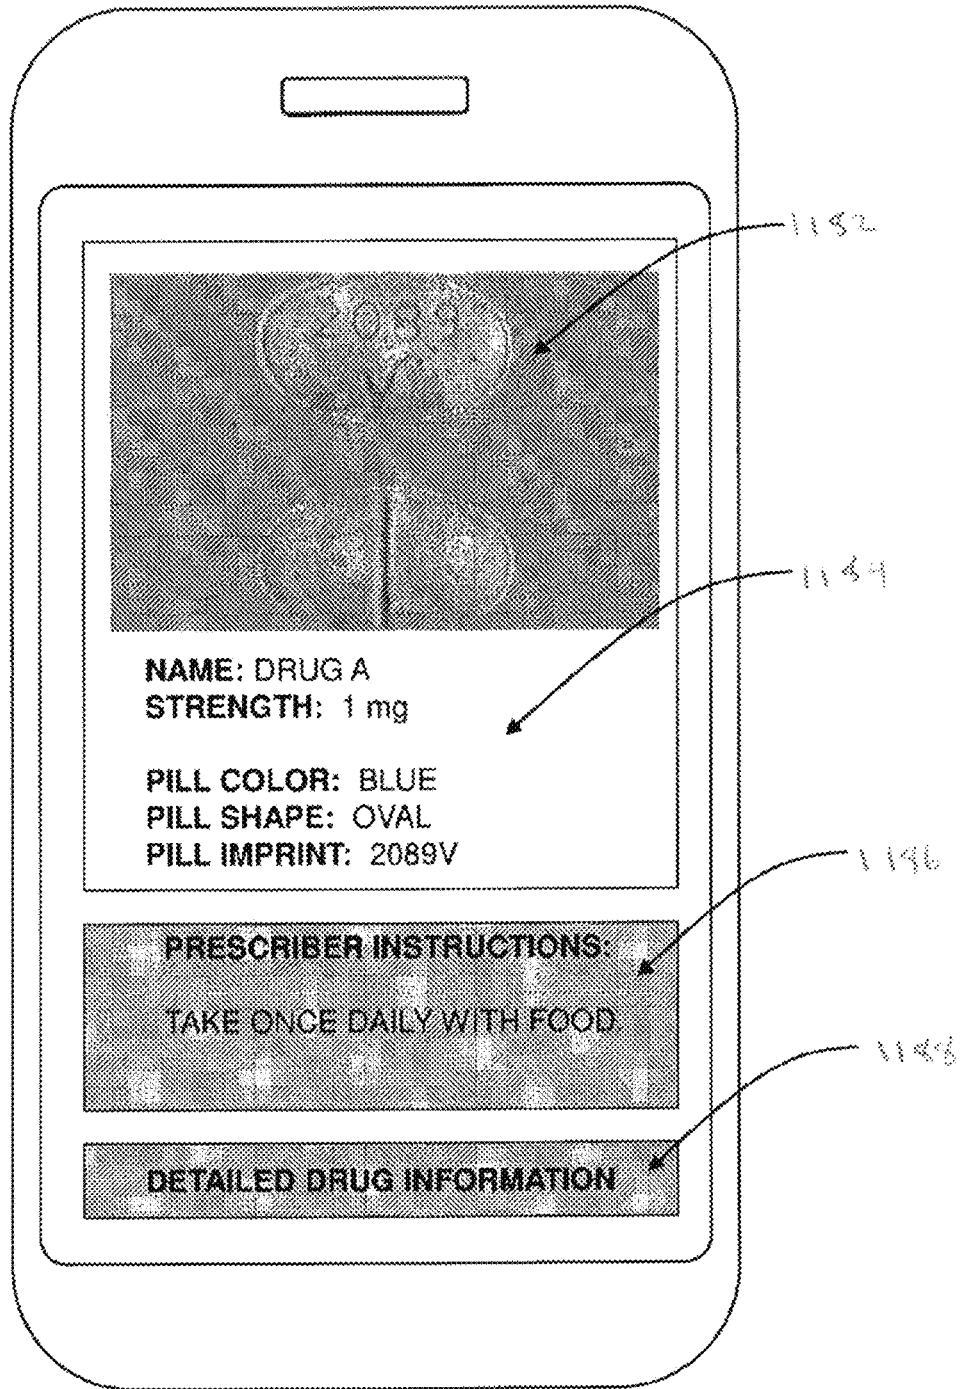 1182
1184
NAME: DRUG A
STRENGTH: 1 mg
PILL COLOR: BLUE
PILL SHAPE: OVAL
PILL IMPRINT: 2089V
1186
PRESCRIBER INSTRUCTIONS:
TAKE ONCE DAILY WITH FOOD
1188
DETAILED DRUG INFORMATION